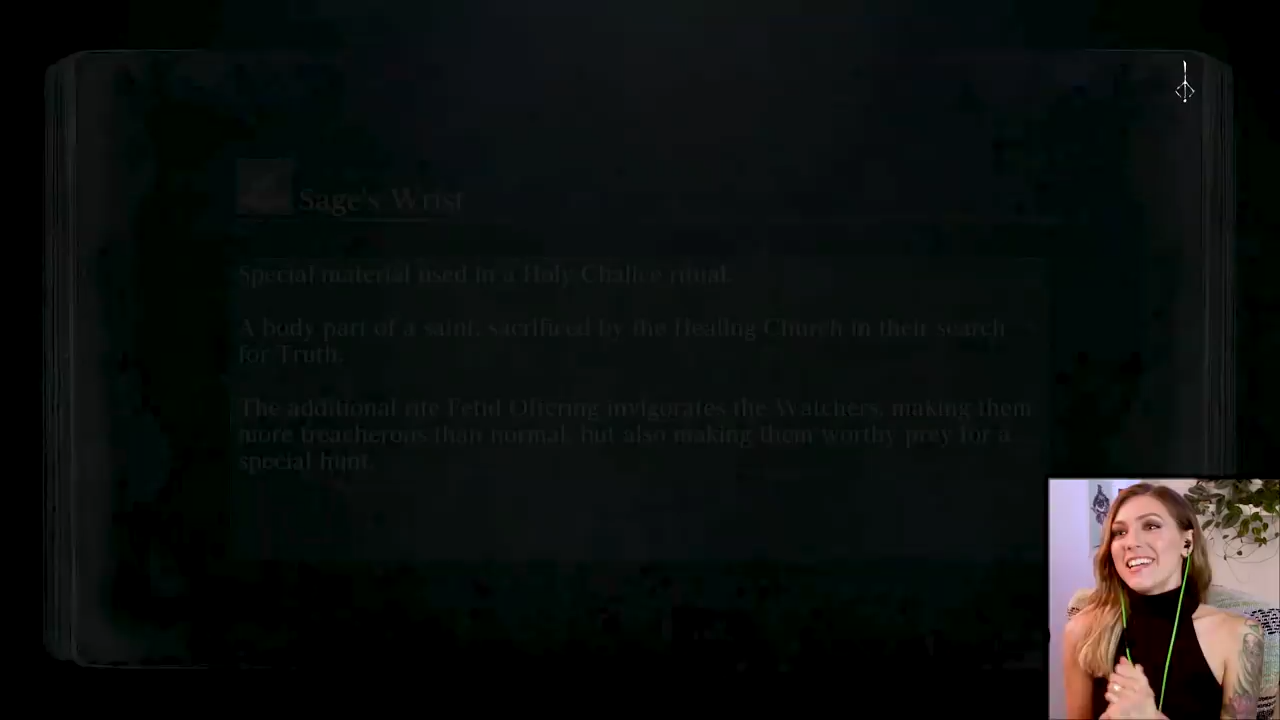 Sage's Wrist
Special material used in a Holy Chalice ritual.
A body part of a saint, sacrificed by the Healing Church in their search
for Truth.
The additional rite Fetid Offering invigorates the Watchers, making them
more treacherous than normal, but also making them worthy prey for a
special hunt.